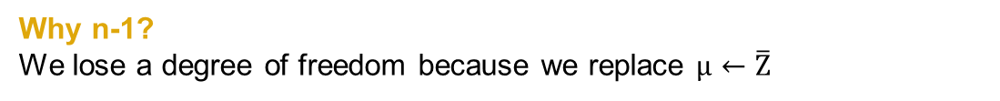 Why n-1?
We lose a degree of freedom because we replace μ ← Z̄